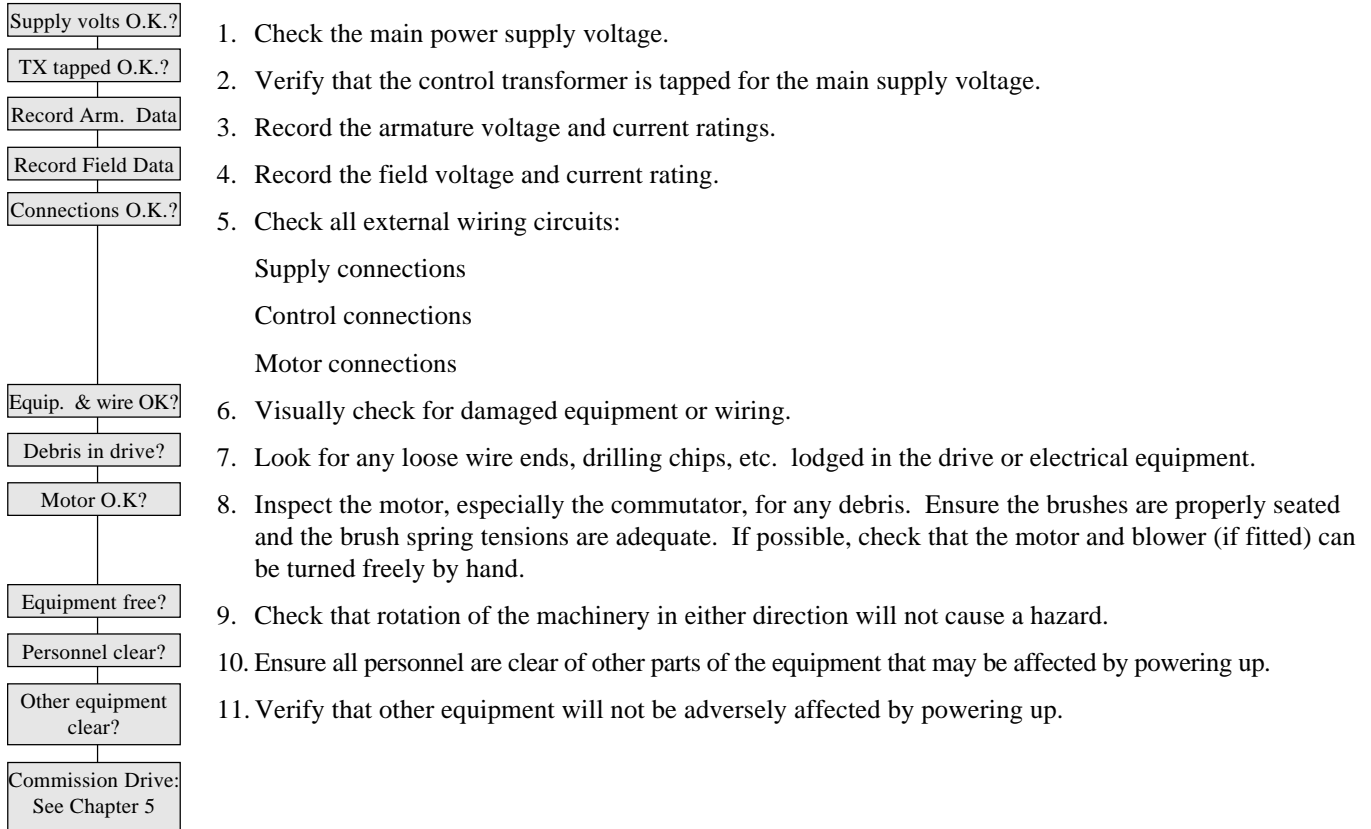 Supply volts O.K.?
1. Check the main power supply voltage.
TX tapped O.K.?
2. Verify that the control transformer is tapped for the main supply voltage.
Record Arm. Data
3. Record the armature voltage and current ratings.
Record Field Data
4. Record the field voltage and current rating.
Connections O.K.?
5. Check all external wiring circuits:
Supply connections
Control connections
Motor connections
Equip. & wire OK?
6. Visually check for damaged equipment or wiring.
Debris in drive?
7. Look for any loose wire ends, drilling chips, etc. lodged in the drive or electrical equipment.
Motor O.K?
8. Inspect the motor, especially the commutator, for any debris. Ensure the brushes are properly seated
and the brush spring tensions are adequate. If possible, check that the motor and blower (if fitted) can
be turned freely by hand.
Equipment free?
9. Check that rotation of the machinery in either direction will not cause a hazard.
Personnel clear?
10. Ensure all personnel are clear of other parts of the equipment that may be affected by powering up.
Other equipment
clear?
11. Verify that other equipment will not be adversely affected by powering up.
Commission Drive:
See Chapter 5